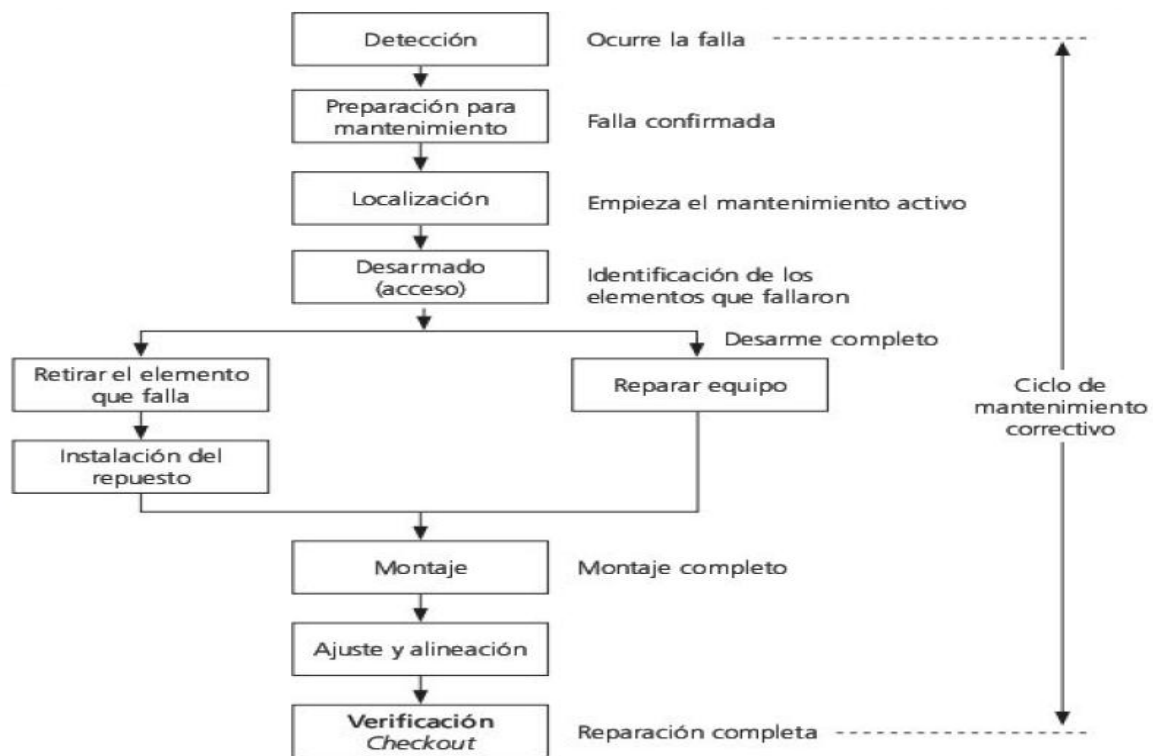 Detección
Ocurre la falla
Preparación para
mantenimiento
Falla confirmada
Localización
Empieza el mantenimiento activo
Desarmado
(acceso)
Identificación de los
elementos que fallaron
Desarme completo
Retirar el elemento
que falla
Reparar equipo
Ciclo de
mantenimiento
correctivo
Instalación del
repuesto
Montaje
Montaje completo
Ajuste y alineación
Verificación
Checkout
Reparación completa